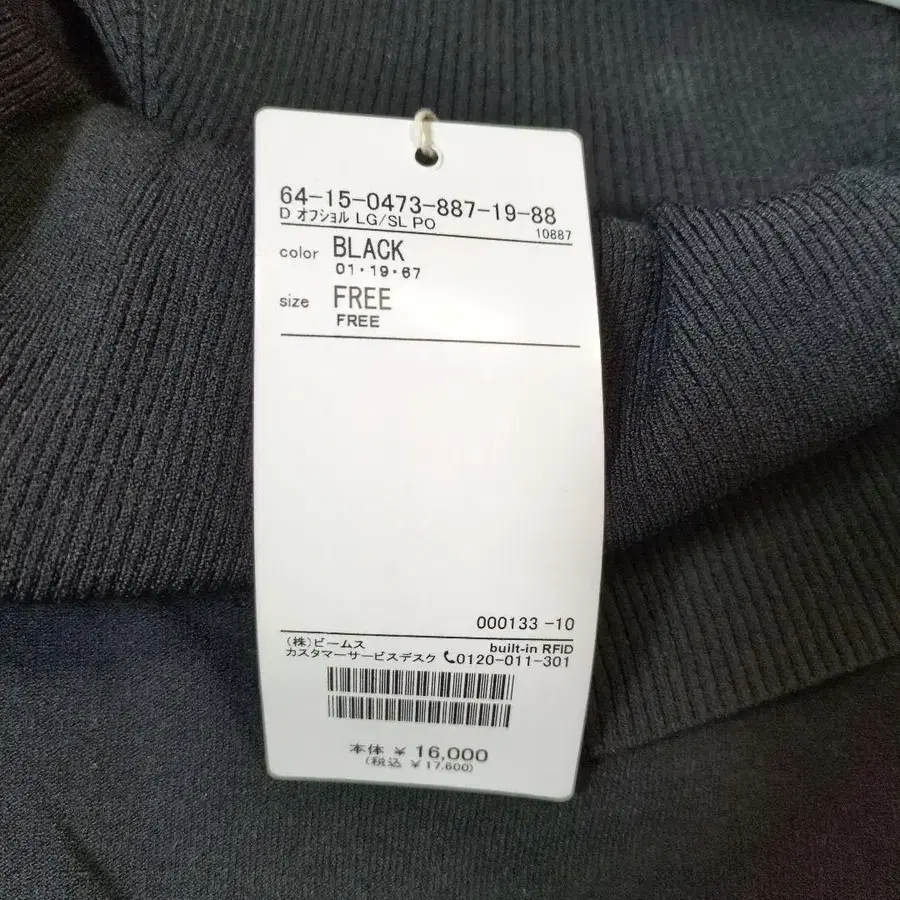 64-15-0473-887-19-88
D オフショル LG/SL PO
10887
color BLACK
01・19・67
size FREE
FREE
000133 -10
(株)ビームス built-in RFID
カスタマーサービスデスク 0120-011-301
本体 ¥ 16,000
(税込 ¥17,600)